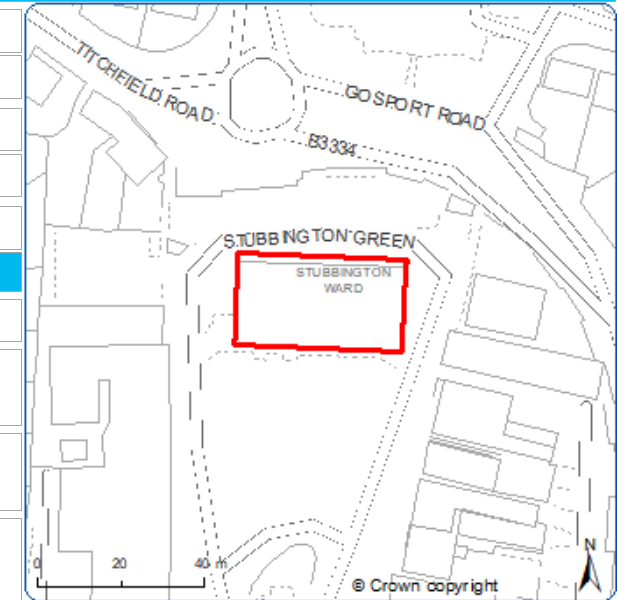 TITCHFIELD ROAD
GOSPORT ROAD
B3334
STUBBINGTON GREEN
STUBBINGTON
WARD
0 20 40 m
N
© Crown copyright